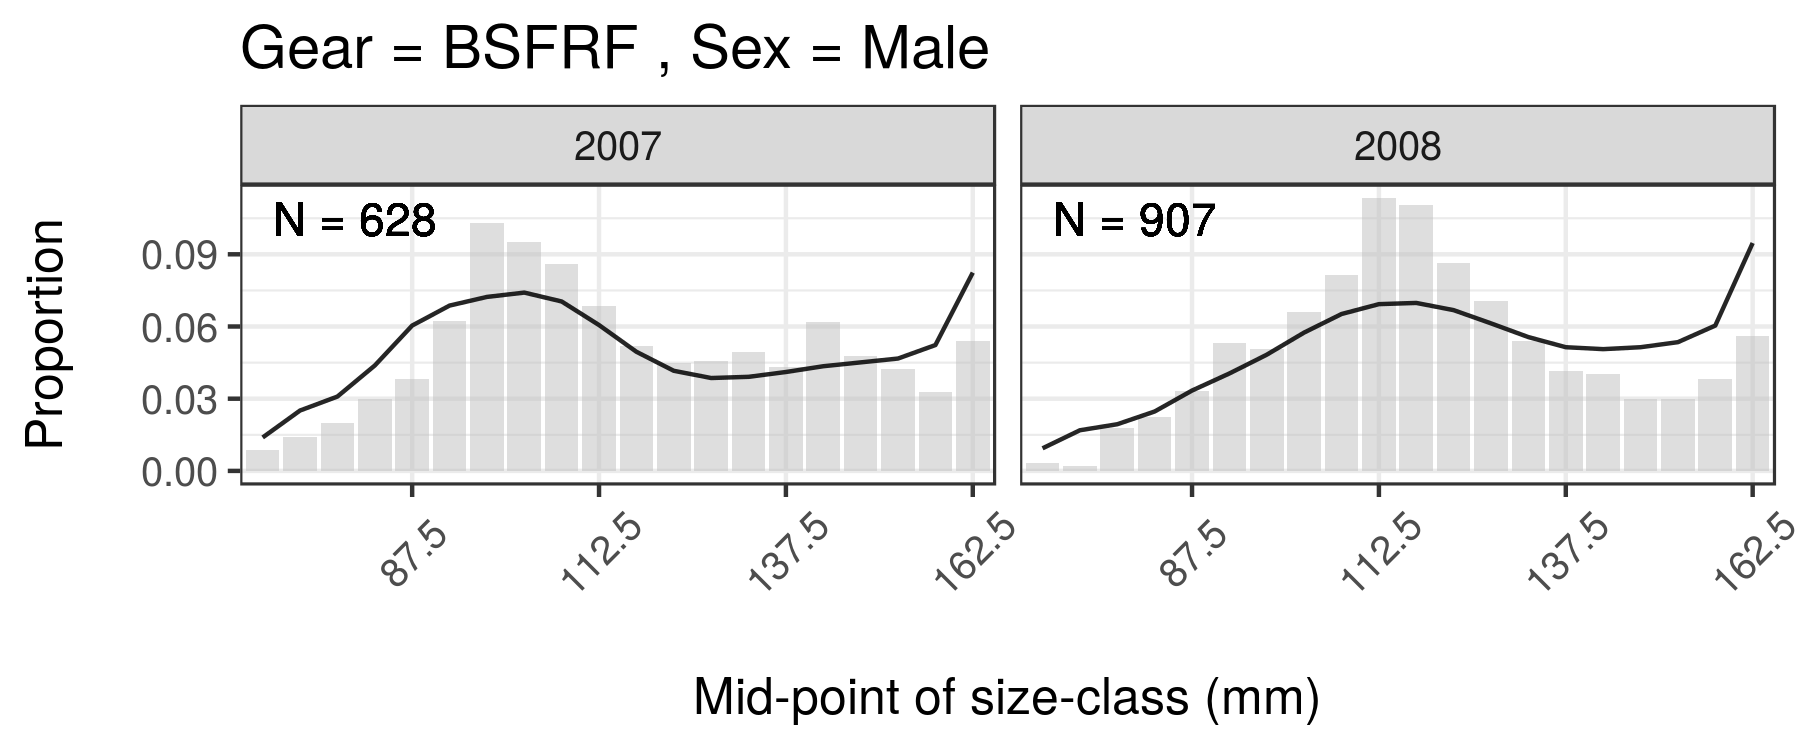 Gear = BSFRF , Sex = Male
2007
2008
N = 628
N = 907
Proportion
0.09
0.06
0.03
0.00
87.5
112.5
137.5
162.5
87.5
112.5
137.5
162.5
Mid-point of size-class (mm)